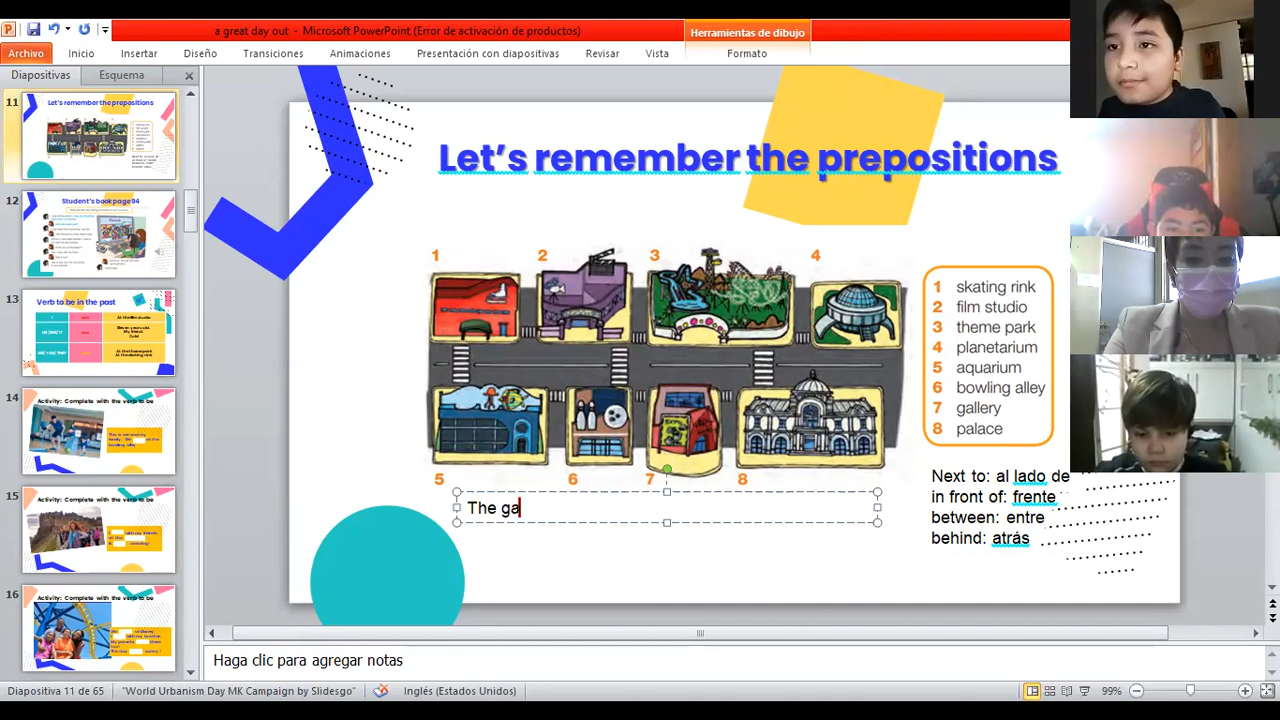 a great day out - Microsoft PowerPoint (Error de activación de productos)
Herramientas de dibujo
Archivo Inicio Insertar Diseño Transiciones Animaciones Presentación con diapositivas Revisar Vista Formato
Diapositivas Esquema
11
Let's remember the prepositions
12
Student's book page 94
13
Verb to be in the past
14
Activity: Complete with the verb to be
15
Activity: Complete with the verb to be
16
Activity: Complete with the verb to be
Let's remember the prepositions
1 2 3 4
5 6 7 8
1 skating rink
2 film studio
3 theme park
4 planetarium
5 aquarium
6 bowling alley
7 gallery
8 palace
The ga
Next to: al lado de
in front of: frente
between: entre
behind: atrás
Haga clic para agregar notas
Diapositiva 11 de 65 "World Urbanism Day MK Campaign by Slidesgo" Inglés (Estados Unidos) 99%